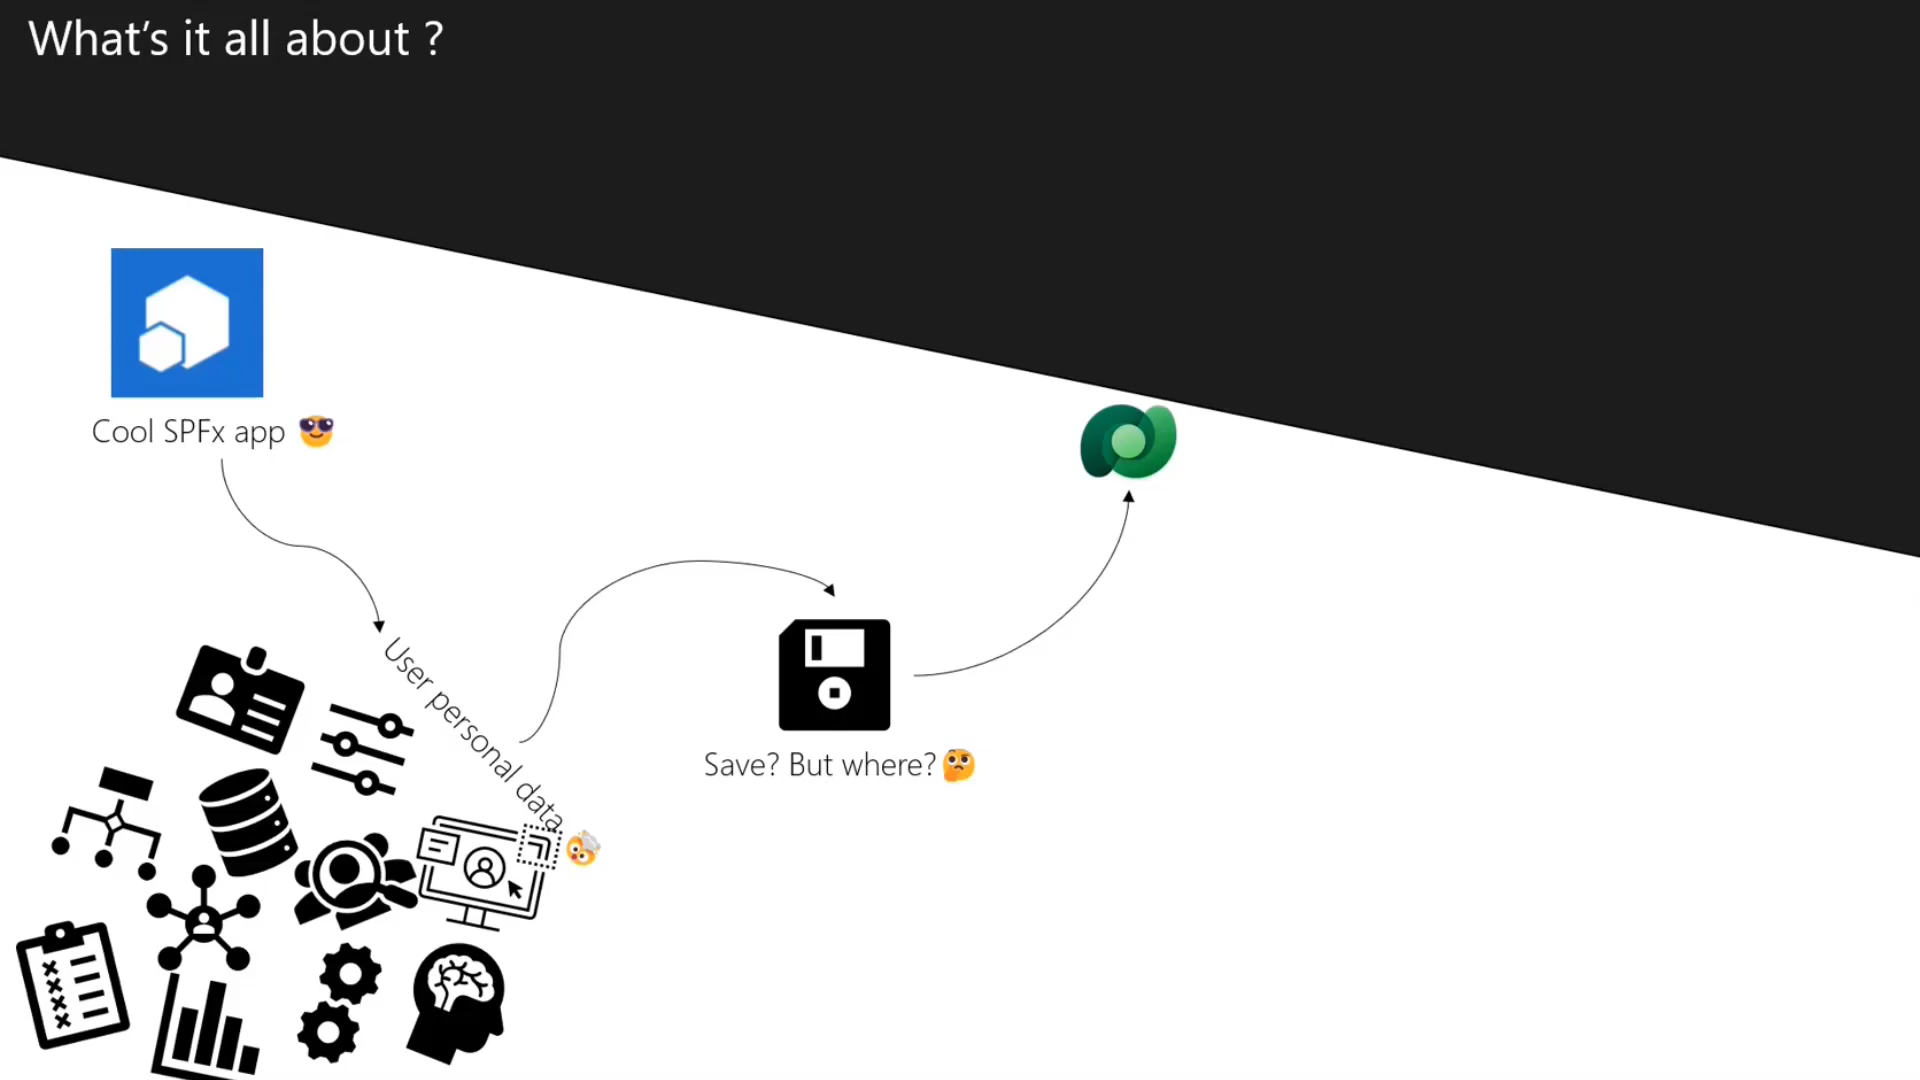 What’s it all about ?
Cool SPFx app 😎
User personal data 🤯
Save? But where?🤔